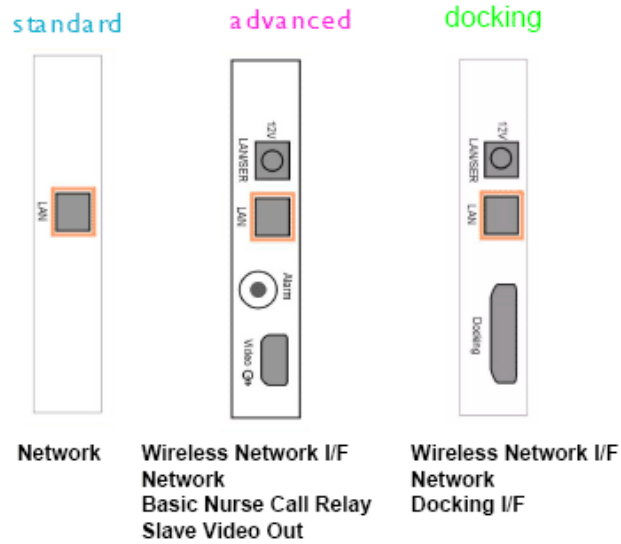 standard
advanced
docking
LAN
12V
LAN/SER
LAN
Alarm
Video
12V
LAN/SER
LAN
Docking
Network
Wireless Network I/F
Network
Basic Nurse Call Relay
Slave Video Out
Wireless Network I/F
Network
Docking I/F